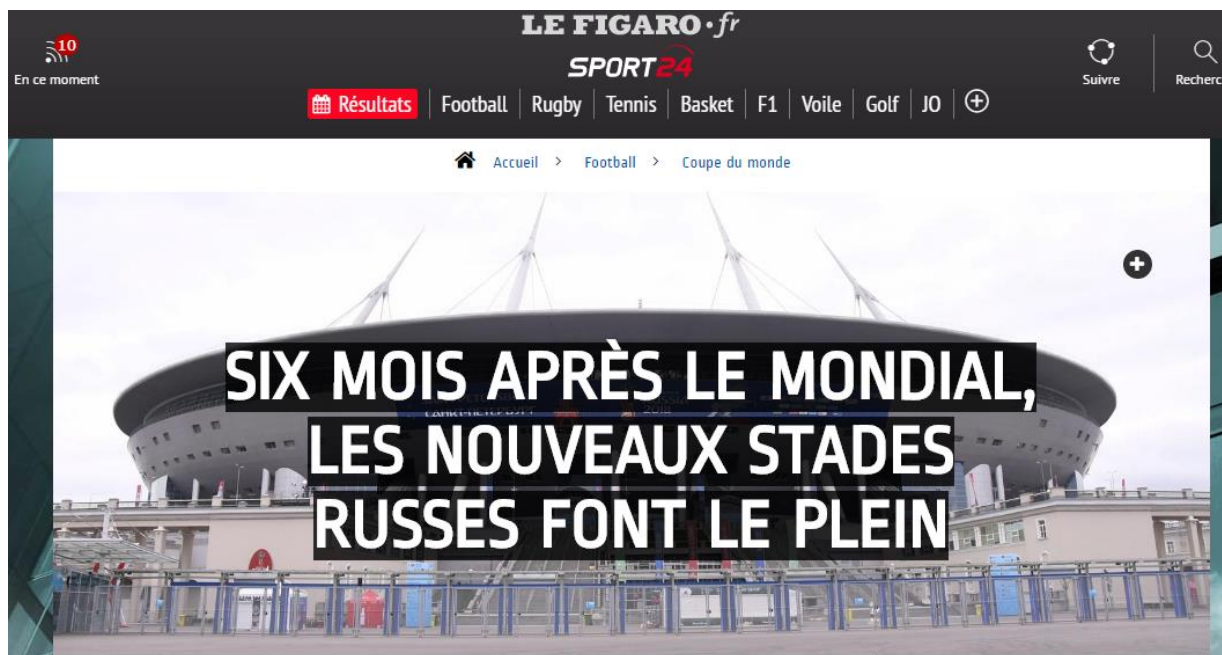 LE FIGARO·fr
10
En ce moment
SPORT24
Suivre
Recherc
Résultats Football Rugby Tennis Basket F1 Voile Golf JO
Accueil > Football > Coupe du monde
SIX MOIS APRÈS LE MONDIAL,
LES NOUVEAUX STADES
RUSSES FONT LE PLEIN